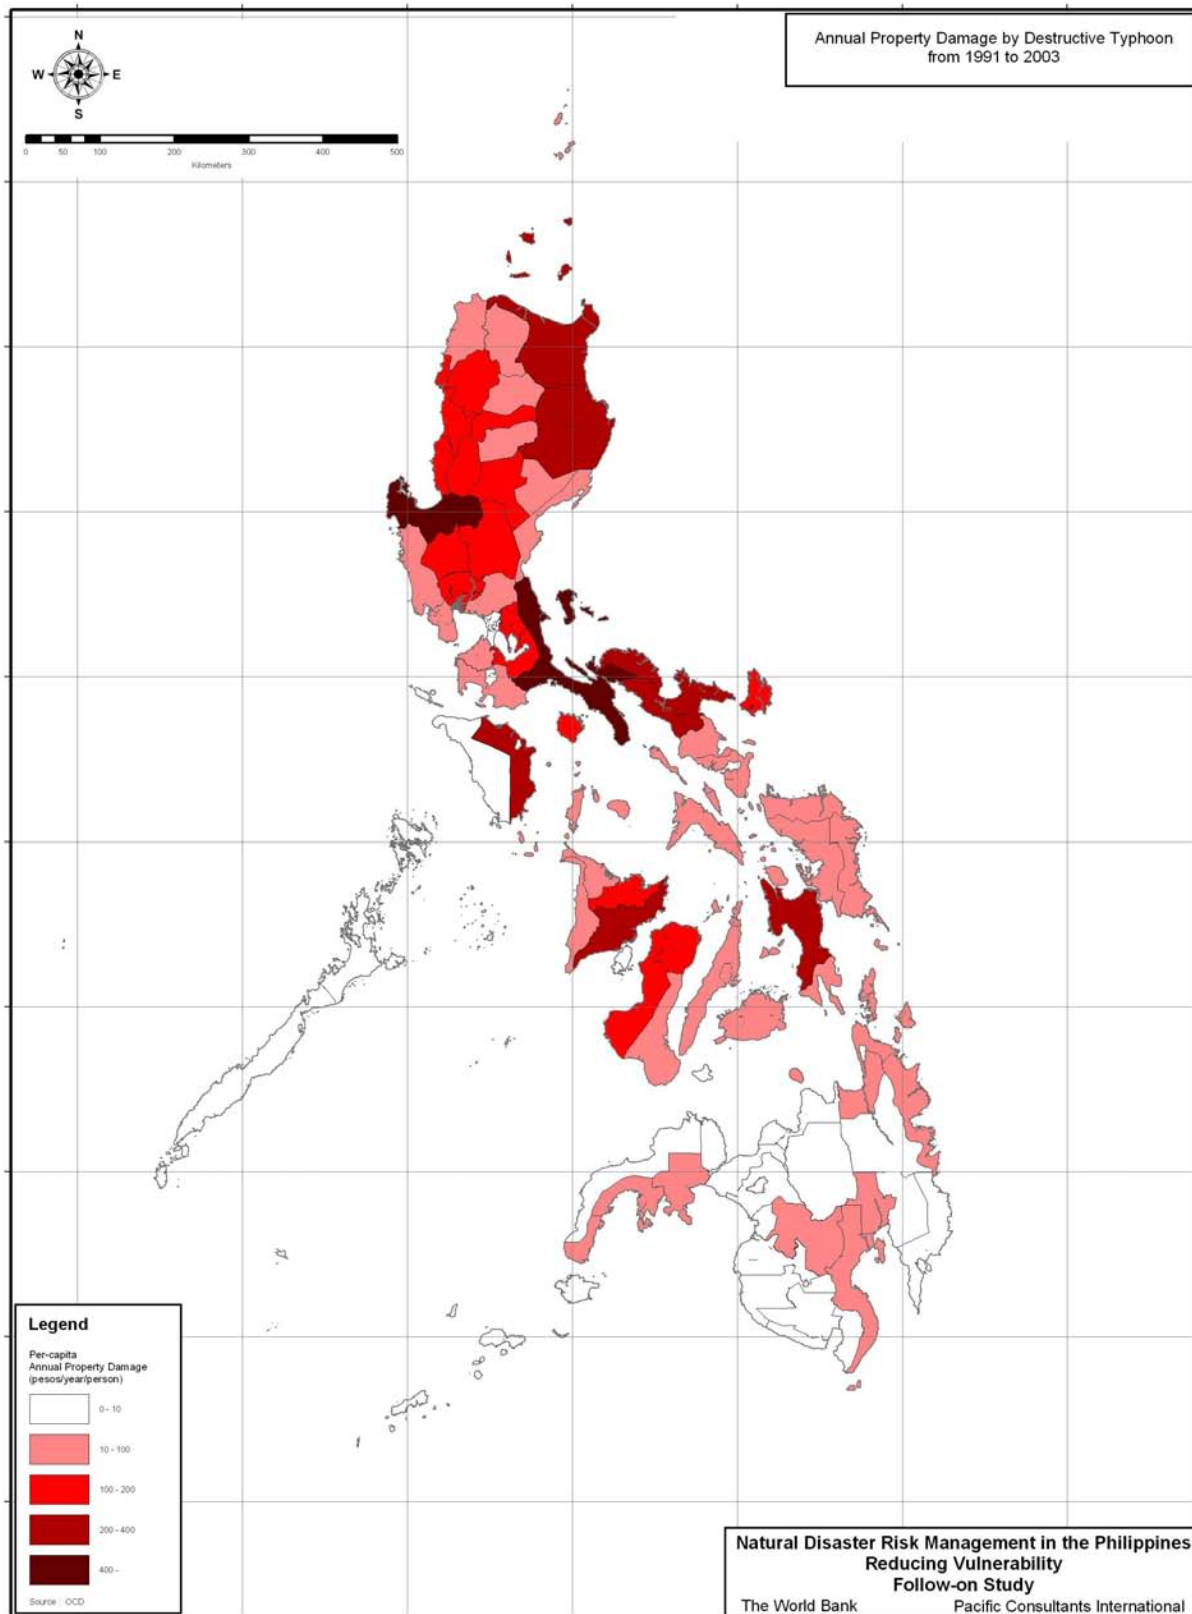 Annual Property Damage by Destructive Typhoon
from 1991 to 2003
N
W E
S
0 50 100 200 300 400 500
Kilometers
Legend
Per-capita
Annual Property Damage
(pesos/year/person)
0 - 10
10 - 100
100 - 200
200 - 400
400 -
Source : OCD
Natural Disaster Risk Management in the Philippines
Reducing Vulnerability
Follow-on Study
The World Bank Pacific Consultants International